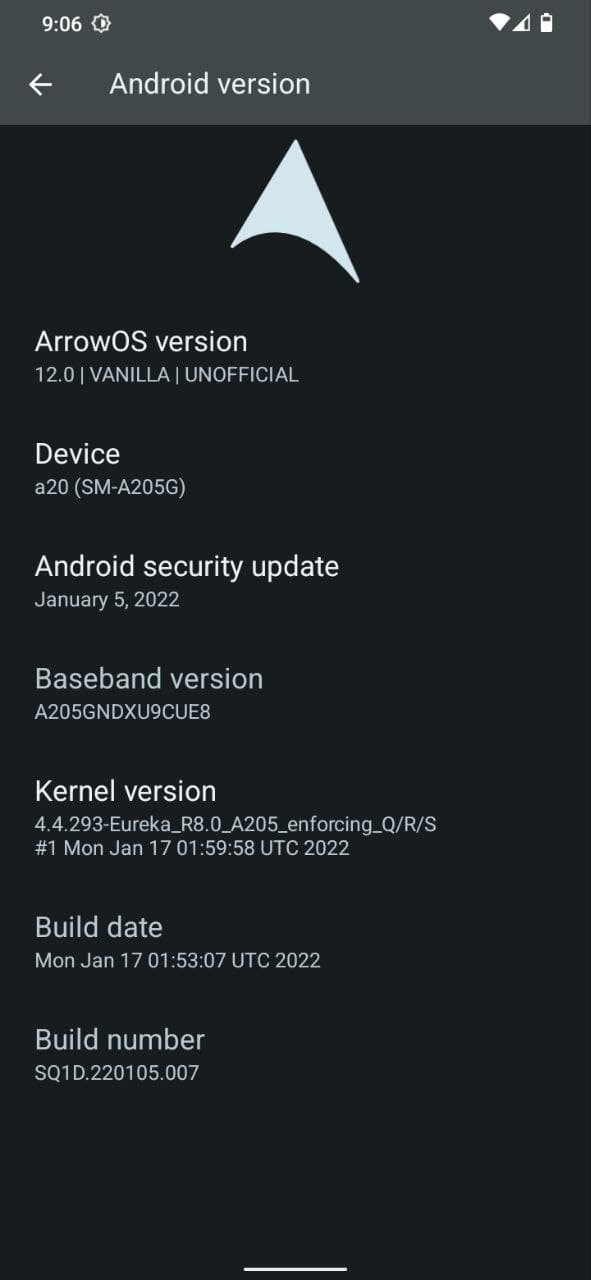 9:06
Android version
ArrowOS version
12.0 | VANILLA | UNOFFICIAL
Device
a20 (SM-A205G)
Android security update
January 5, 2022
Baseband version
A205GNDXU9CUE8
Kernel version
4.4.293-Eureka_R8.0_A205_enforcing_Q/R/S
#1 Mon Jan 17 01:59:58 UTC 2022
Build date
Mon Jan 17 01:53:07 UTC 2022
Build number
SQ1D.220105.007